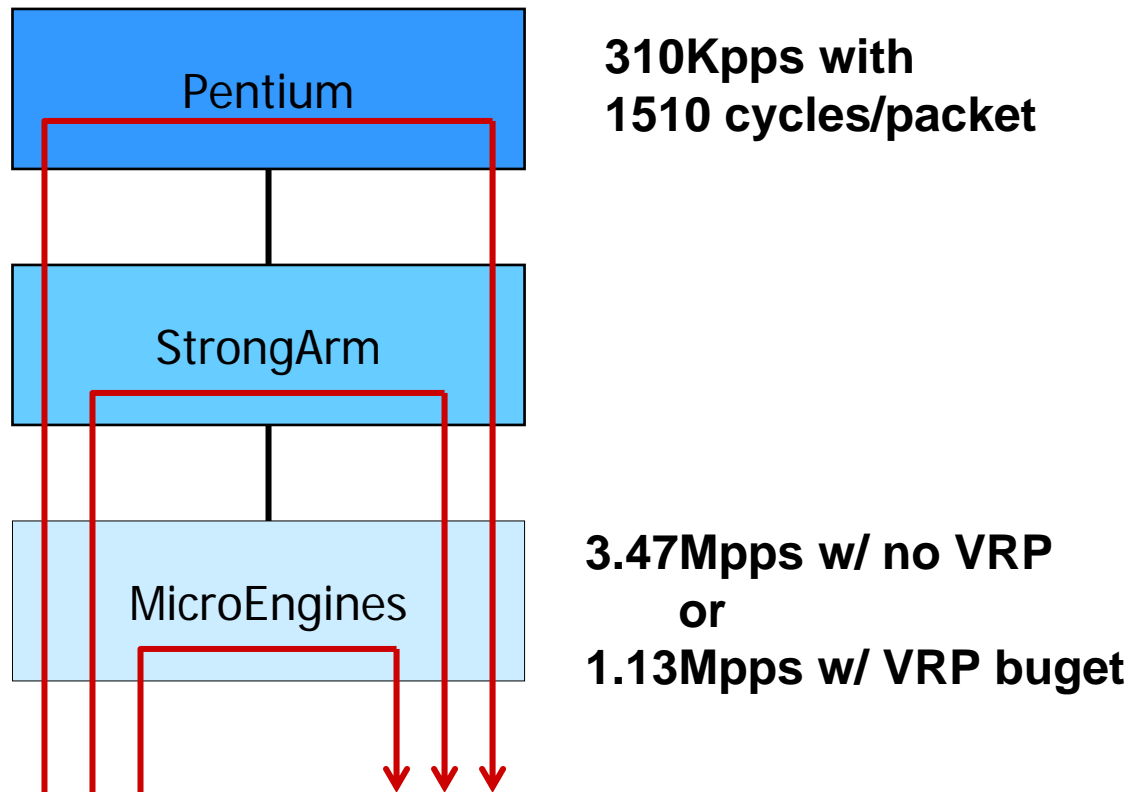 Pentium
310Kpps with
1510 cycles/packet
StrongArm
MicroEngines
3.47Mpps w/ no VRP
or
1.13Mpps w/ VRP buget